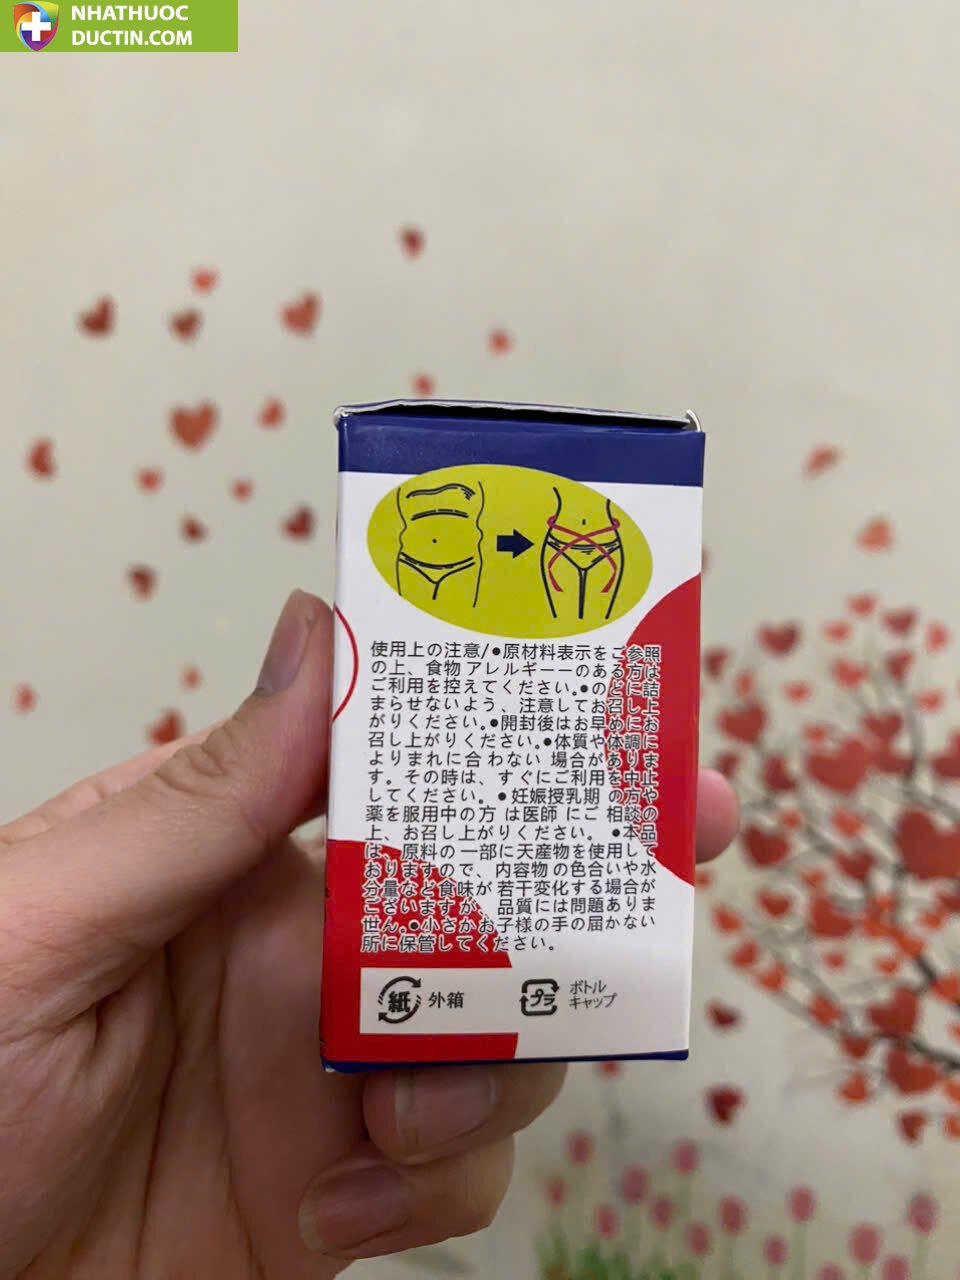 NHATHUOC
DUCTIN.COM
使用上の注意/●原材料表示をご参照
の上、食物アレルギーーのある方は
ご利用を控えてください。●のどに詰
まらせないよう、注意してお召し上
がりください。●開封後はお早めにお
召し上がりください。●体質や体調に
よりまれに合わない 場合がありま
す。その時は、すぐにご利用を中止
してください。 ●妊娠授乳期 の方や
薬を服用中の方 は医師 にご 相談の
上、お召し上がりください。 ●本品
は、原料の 一部に天産物を使用して
おりますので、内容物 の色合いや水
分量など食味が 若干変化する場合が
ございますが、品質には問題ありま
世ん。●小さかお子様の手の届かない
所に保管してください。
紙 外箱
プラ ボトル
キャップ